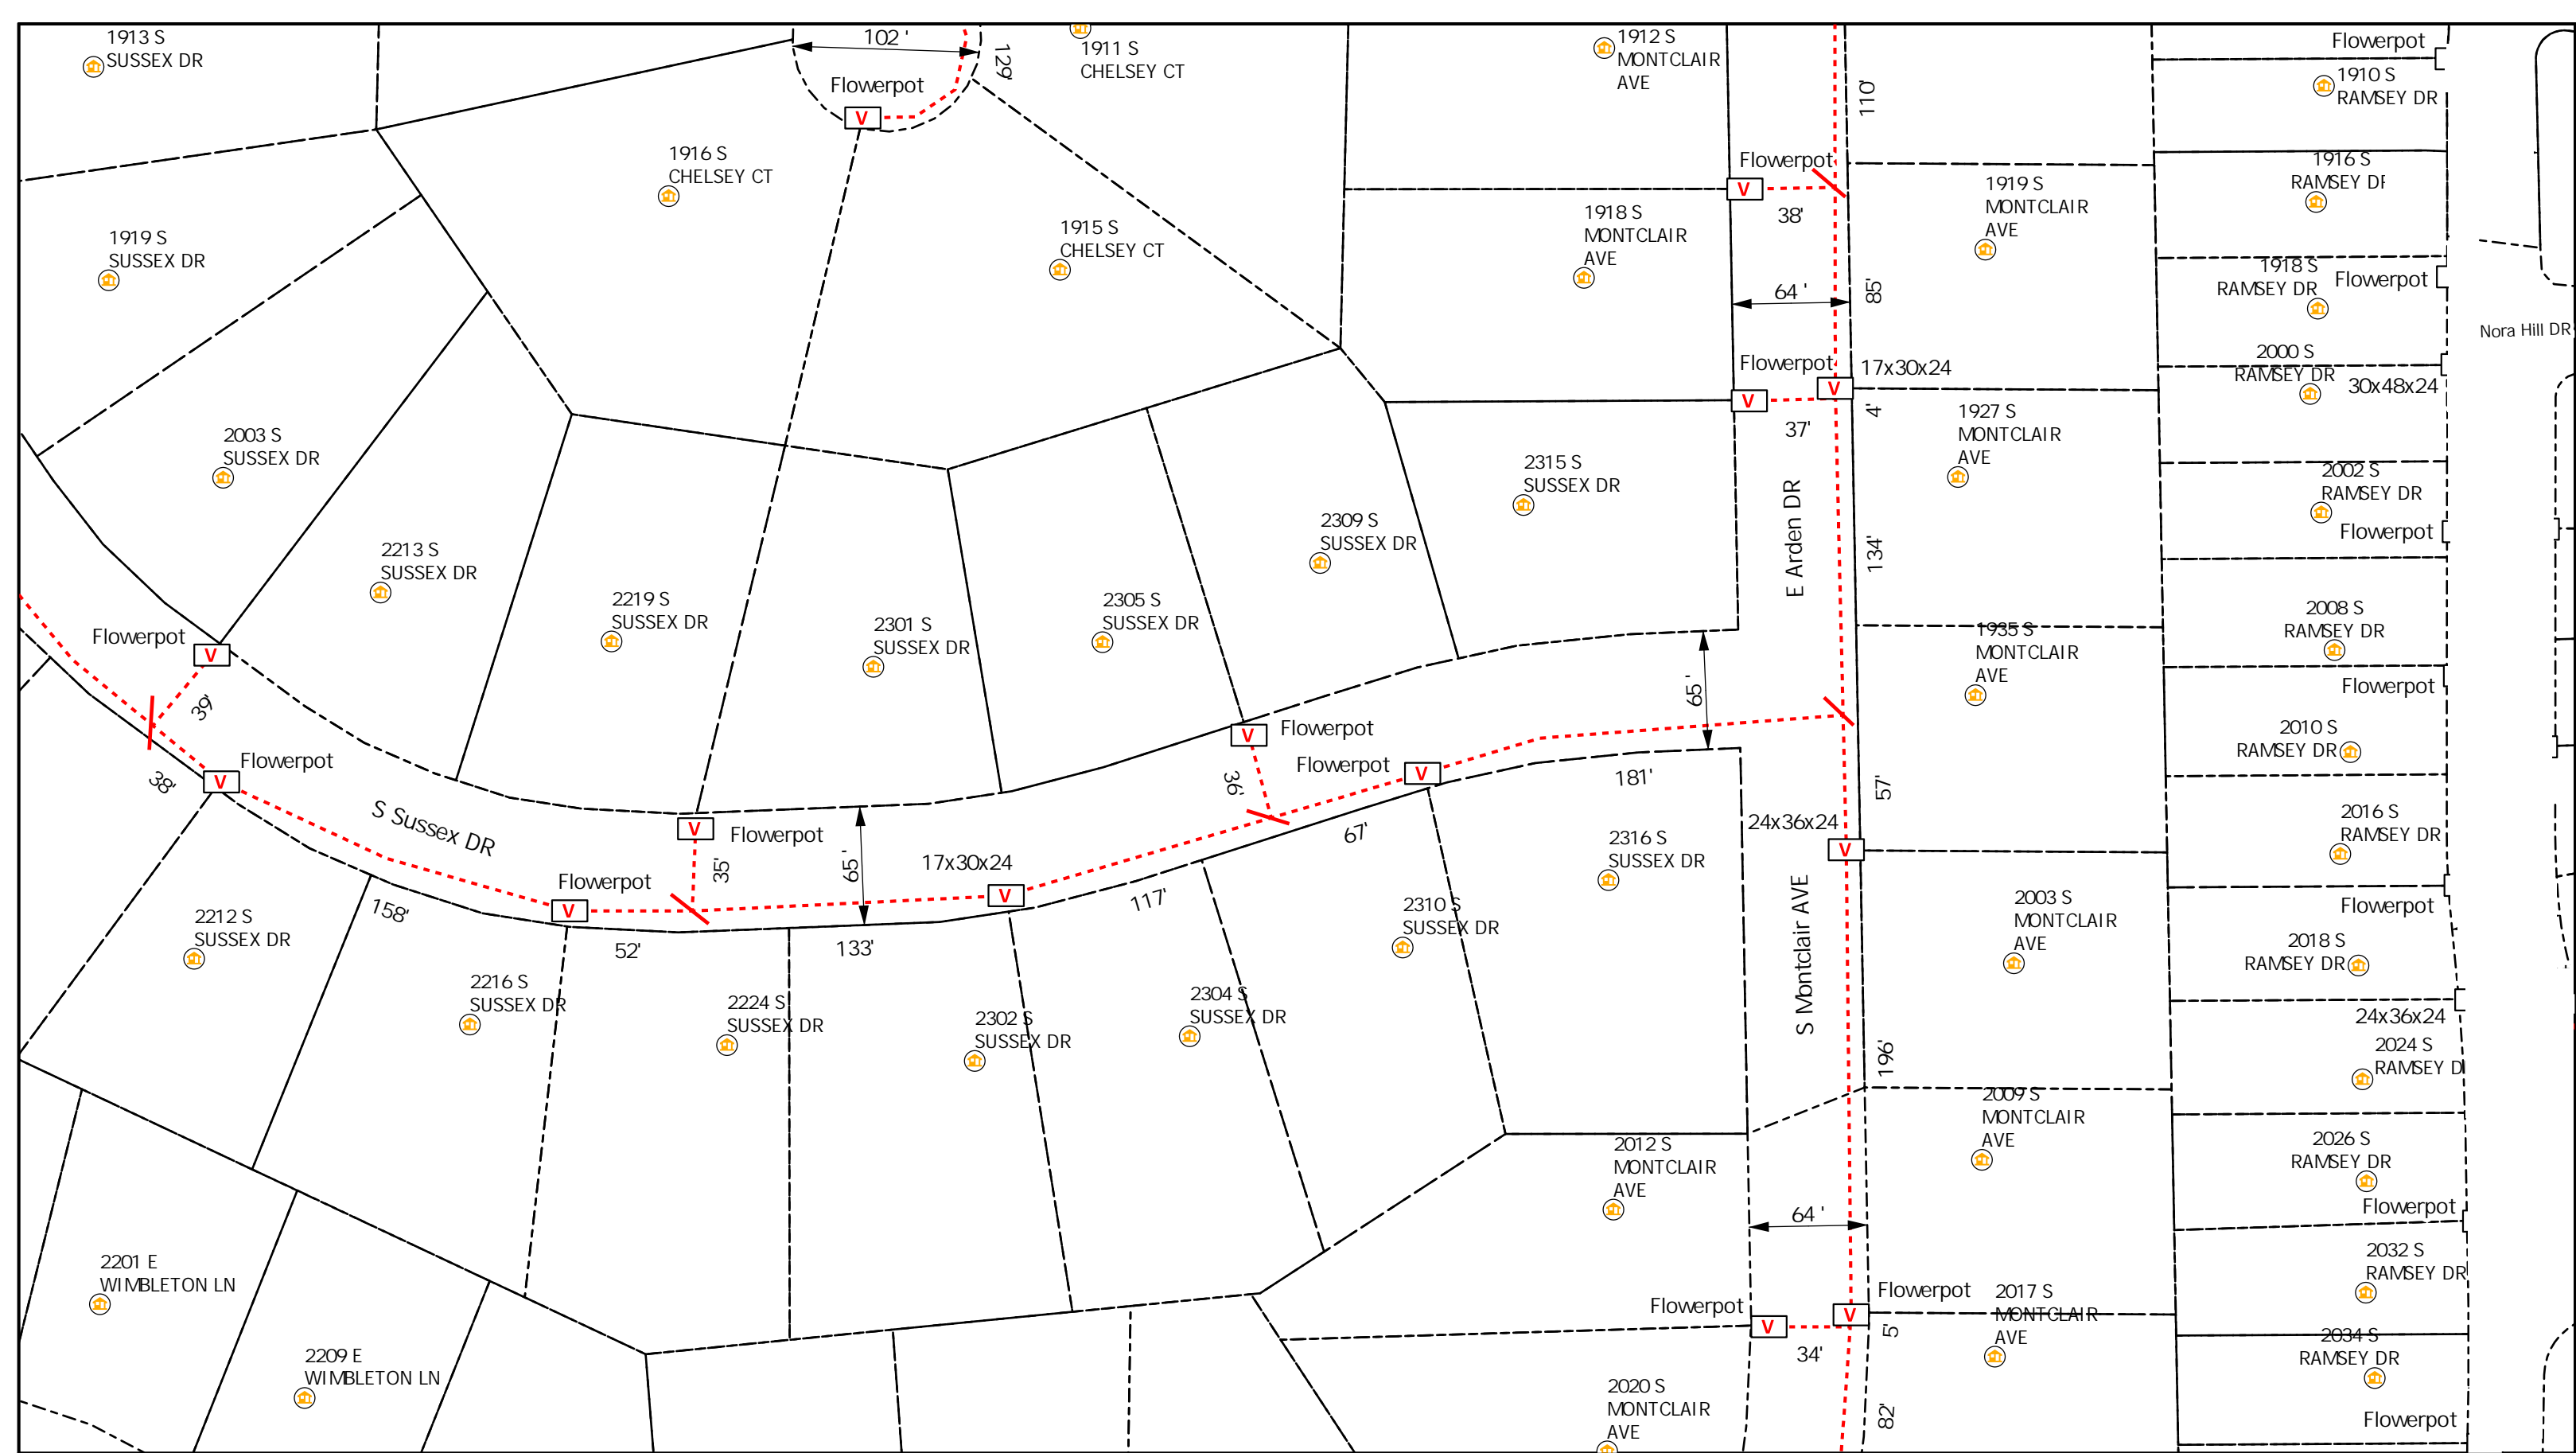 1913 S
SUSSEX DR
102 '
129'
Flowerpot
1911 S
CHELSEY CT
1912 S
MONTCLAIR
AVE
110'
Flowerpot
1910 S
RAMSEY DR
1916 S
CHELSEY CT
Flowerpot
38'
1919 S
MONTCLAIR
AVE
1916 S
RAMSEY DR
1919 S
SUSSEX DR
1915 S
CHELSEY CT
1918 S
MONTCLAIR
AVE
64 '
85'
1918 S
RAMSEY DR
Flowerpot
Nora Hill DR
Flowerpot
17x30x24
37'
4'
2000 S
RAMSEY DR
30x48x24
2003 S
SUSSEX DR
2315 S
SUSSEX DR
1927 S
MONTCLAIR
AVE
2002 S
RAMSEY DR
Flowerpot
2213 S
SUSSEX DR
2309 S
SUSSEX DR
E Arden DR
134'
2219 S
SUSSEX DR
2301 S
SUSSEX DR
2305 S
SUSSEX DR
1935 S
MONTCLAIR
AVE
2008 S
RAMSEY DR
Flowerpot
Flowerpot
39'
65 '
Flowerpot
38'
Flowerpot
36'
Flowerpot
181'
57'
2010 S
RAMSEY DR
S Sussex DR
Flowerpot
35'
65 '
17x30x24
67'
24x36x24
2316 S
SUSSEX DR
2016 S
RAMSEY DR
Flowerpot
158'
52'
133'
117'
2212 S
SUSSEX DR
2310 S
SUSSEX DR
S Montclair AVE
2003 S
MONTCLAIR
AVE
Flowerpot
2018 S
RAMSEY DR
2216 S
SUSSEX DR
2224 S
SUSSEX DR
2302 S
SUSSEX DR
2304 S
SUSSEX DR
196'
24x36x24
2024 S
RAMSEY D
2009 S
MONTCLAIR
AVE
2012 S
MONTCLAIR
AVE
2026 S
RAMSEY DR
Flowerpot
64 '
2201 E
WIMBLETON LN
Flowerpot
Flowerpot
34'
5'
2017 S
MONTCLAIR
AVE
2032 S
RAMSEY DR
2034 S
RAMSEY DR
2209 E
WIMBLETON LN
2020 S
MONTCLAIR
AVE
82'
Flowerpot
V
V
V
V
V
V
V
V
V
V
V
V
V
V